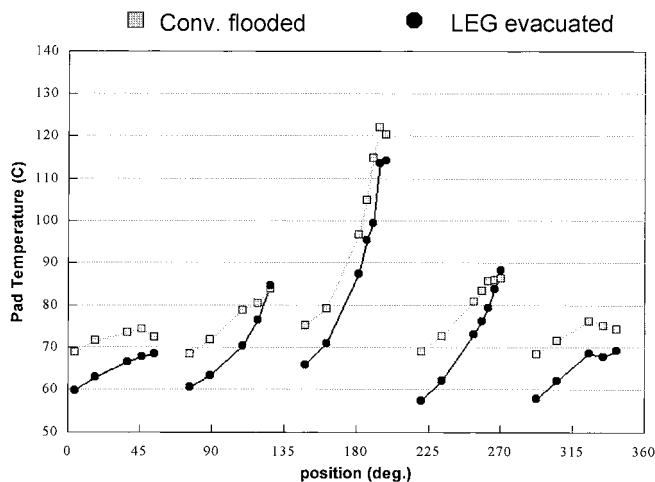 Conv. flooded LEG evacuated
140
130
120
110
100
90
80
70
60
50
Pad Temperature (C)
0 45 90 135 180 225 270 315 360
position (deg.)